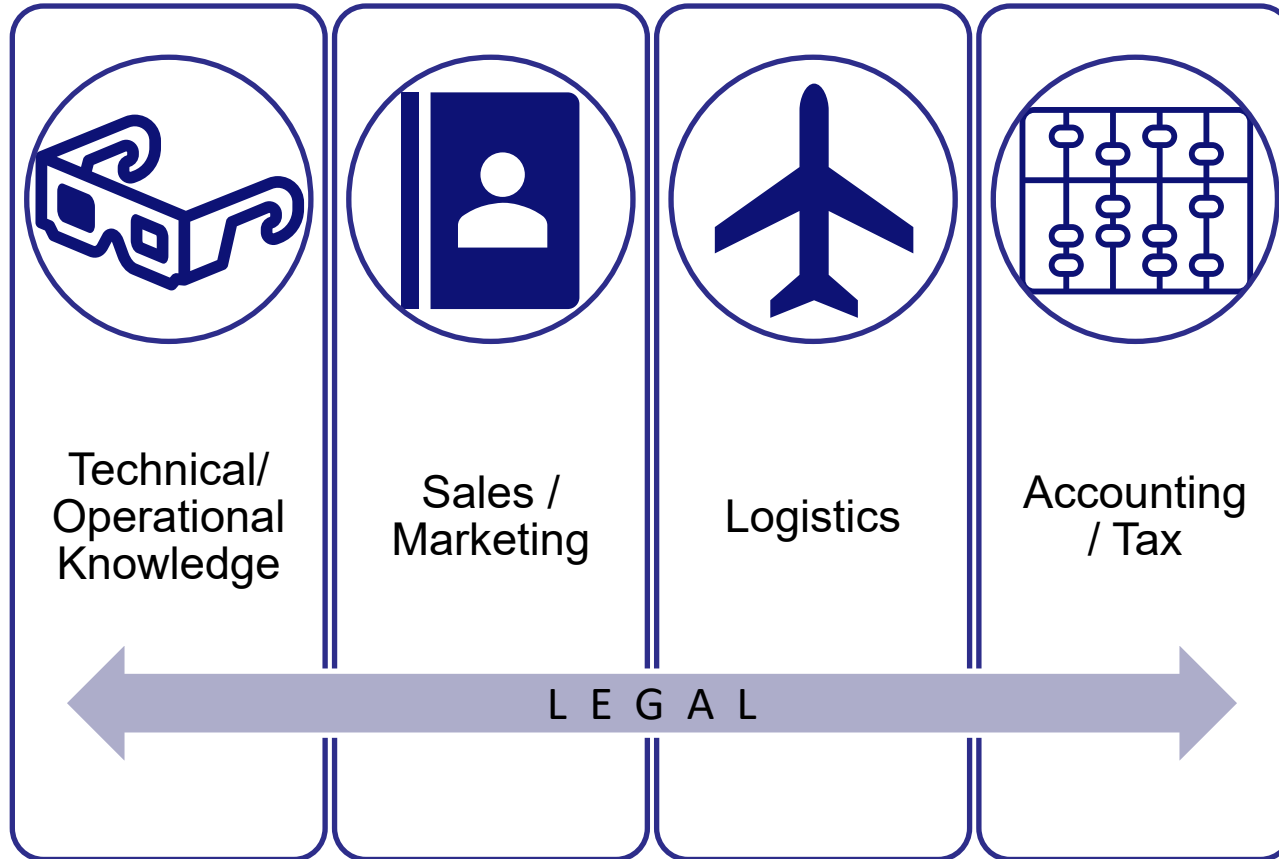 Technical/
Operational
Knowledge
Sales /
Marketing
Logistics
Accounting
/ Tax
L E G A L